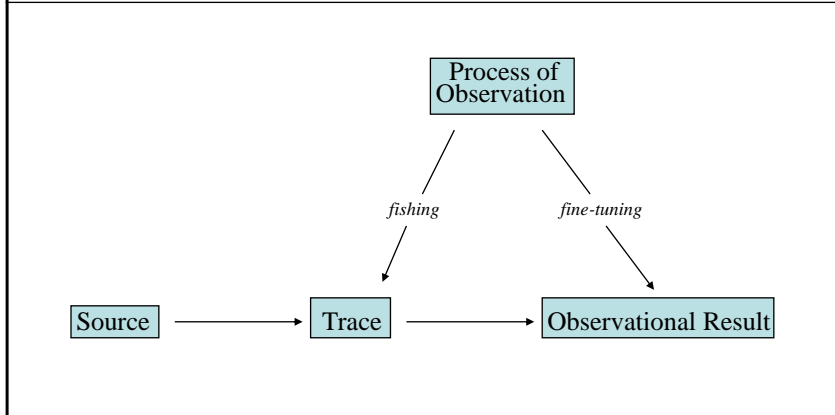 Process of
Observation
fishing
fine-tuning
Source
Trace
Observational Result